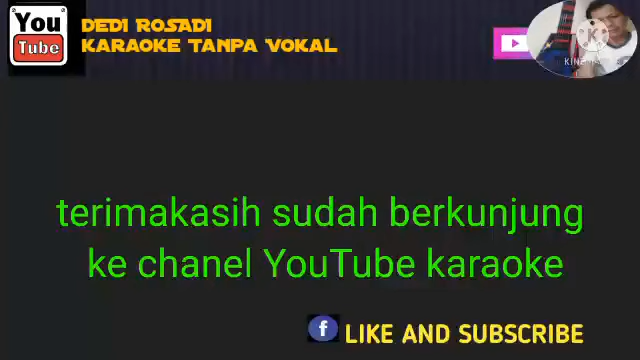 You
Tube
DEDI ROSADI
KARAOKE TANPA VOKAL
terimakasih sudah berkunjung
ke chanel YouTube karaoke
f LIKE AND SUBSCRIBE